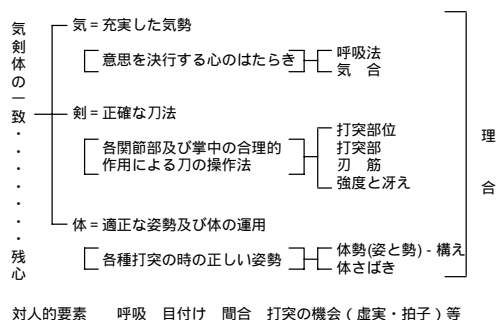 気剣体の一致・・・・・・・残心
気=充実した気勢
意思を決行する心のはたらき
呼吸法
気 合
剣=正確な刀法
各関節部及び掌中の合理的
作用による刀の操作法
打突部位
打突部
刃 筋
強度と冴え
体=適正な姿勢及び体の運用
各種打突の時の正しい姿勢
体勢(姿と勢)-構え
体さばき
理 合
対人的要素 呼吸 目付け 間合 打突の機会(虚実・拍子)等